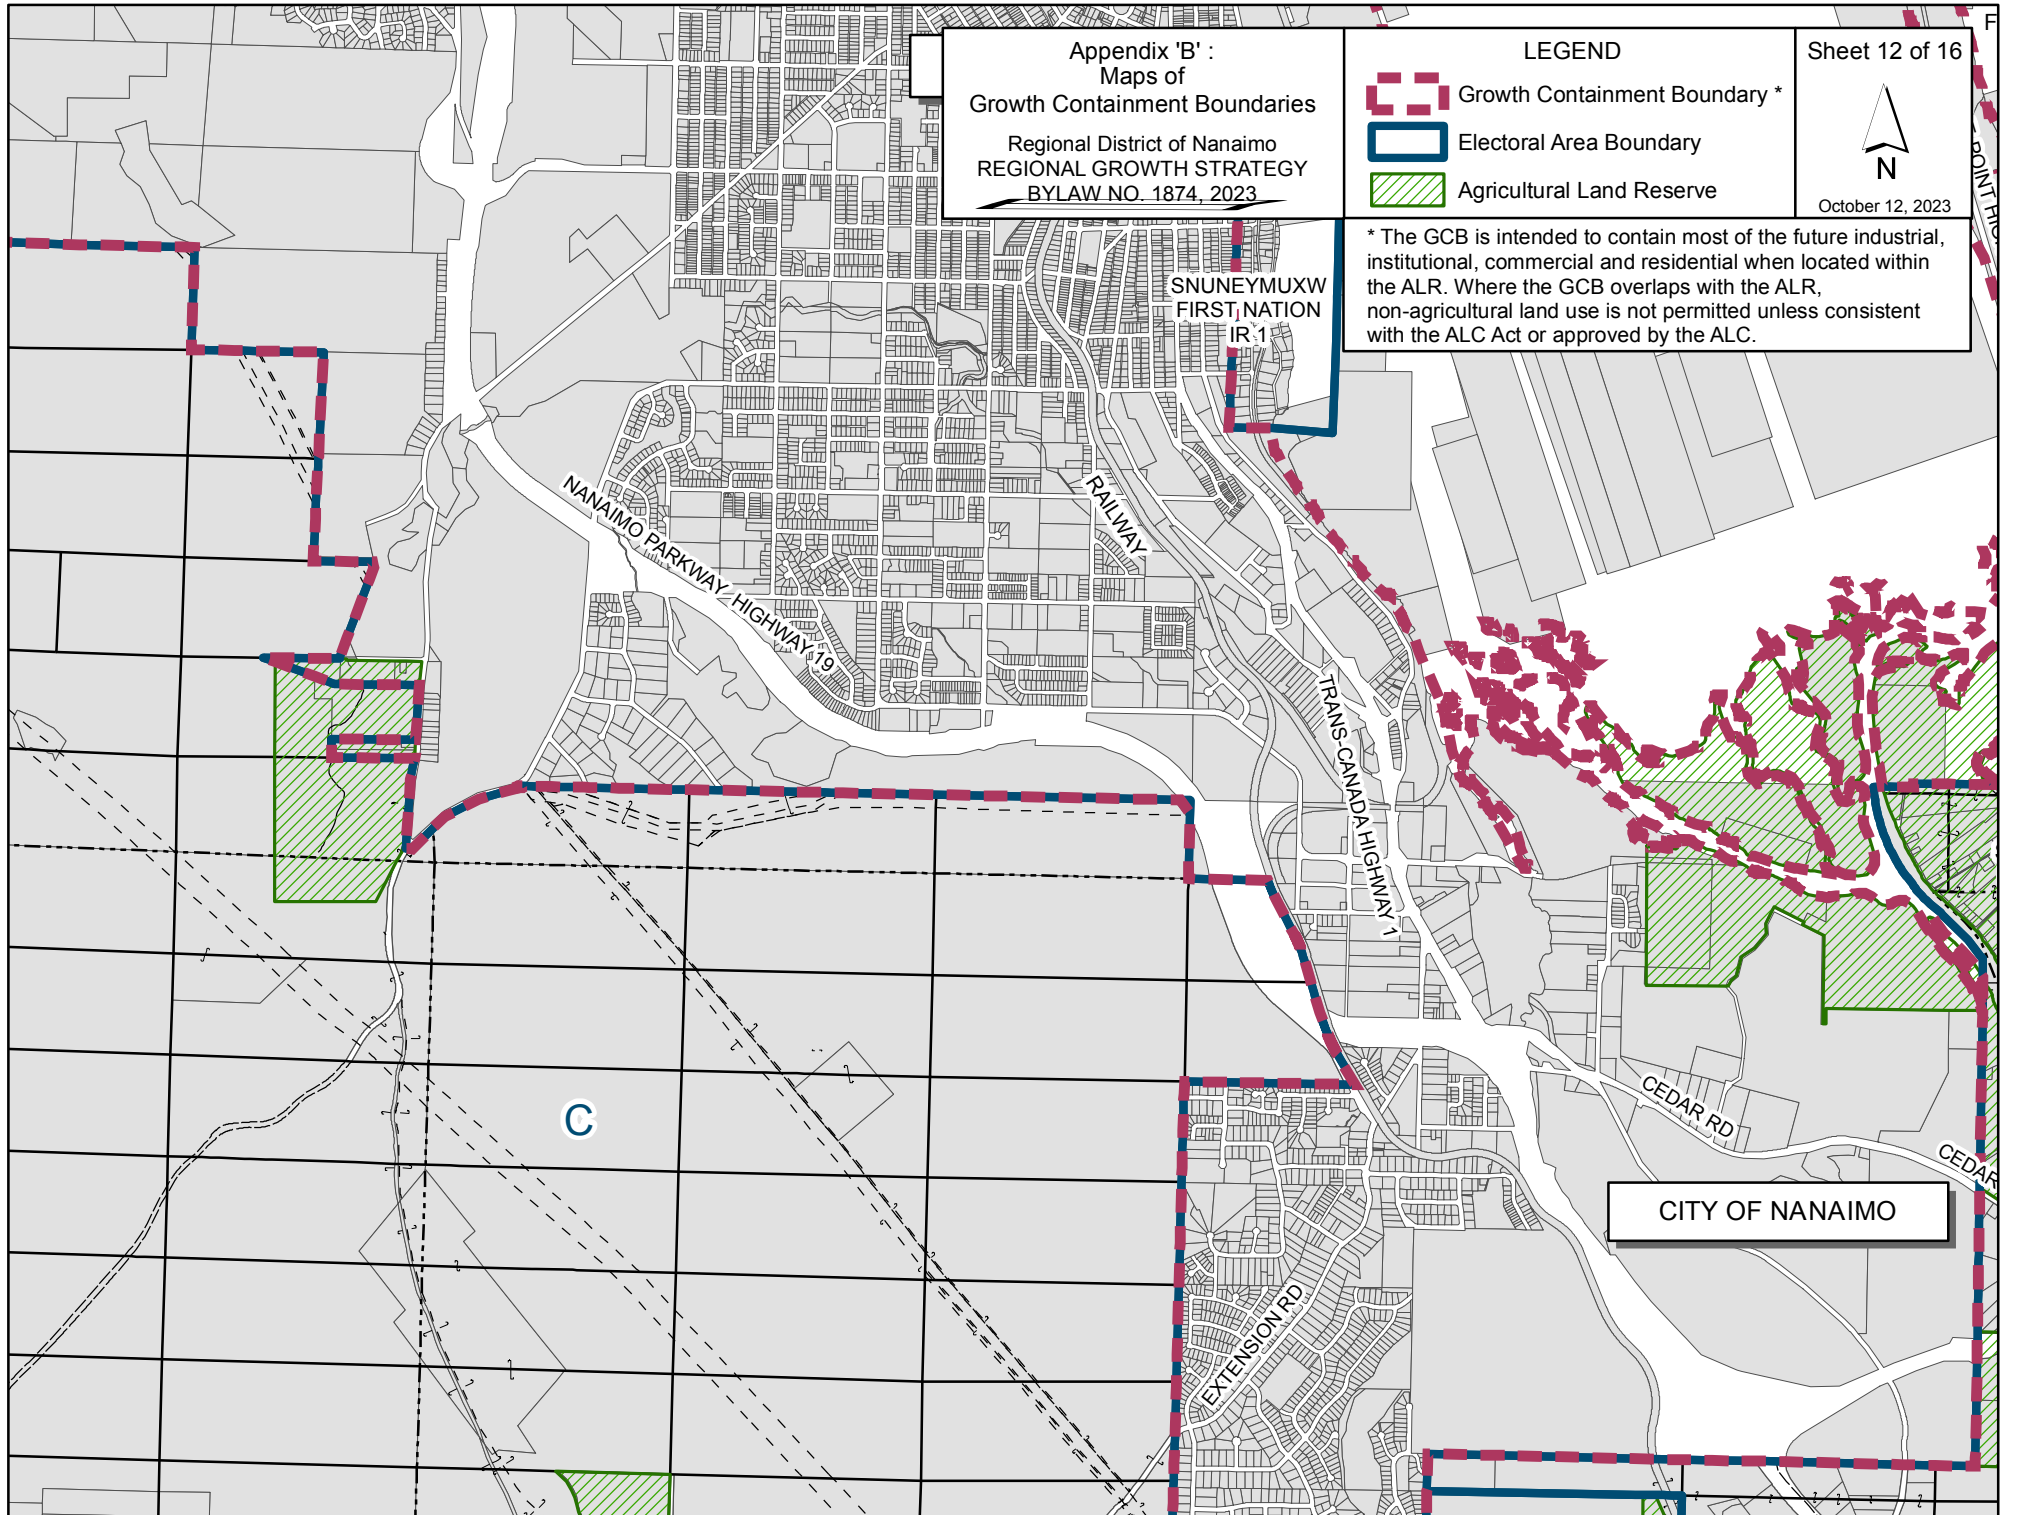 Appendix 'B' :
Maps of
Growth Containment Boundaries
Regional District of Nanaimo
REGIONAL GROWTH STRATEGY
BYLAW NO. 1874, 2023
LEGEND
Growth Containment Boundary *
Electoral Area Boundary
Agricultural Land Reserve
Sheet 12 of 16
N
October 12, 2023
* The GCB is intended to contain most of the future industrial,
institutional, commercial and residential when located within
the ALR. Where the GCB overlaps with the ALR,
non-agricultural land use is not permitted unless consistent
with the ALC Act or approved by the ALC.
F
POINT
SNUNEYMUXW
FIRST NATION
IR 1
NANAIMO PARKWAY HIGHWAY 19
RAILWAY
TRANS-CANADA HIGHWAY 1
C
CEDAR RD
CEDAR
CITY OF NANAIMO
EXTENSION RD